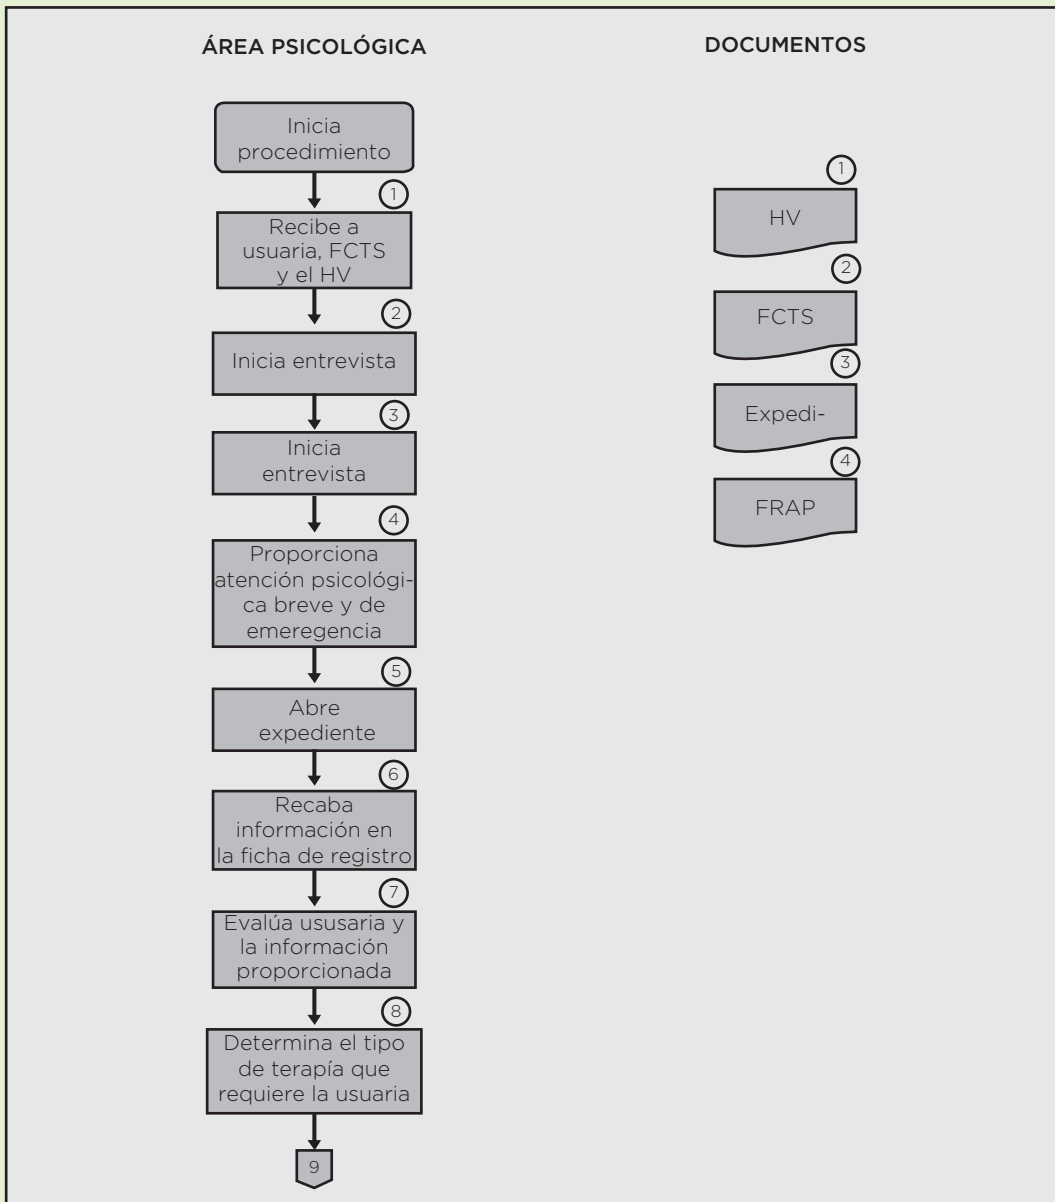 ÁREA PSICOLÓGICA
Inicia
procedimiento
1
Recibe a
usuaria, FCTS
y el HV
2
Inicia entrevista
3
Inicia
entrevista
4
Proporciona
atención psicológi-
ca breve y de
emeregencia
5
Abre
expediente
6
Recaba
información en
la ficha de registro
7
Evalúa ususaria y
la información
proporcionada
8
Determina el tipo
de terapía que
requiere la usuaria
9
DOCUMENTOS
1
HV
2
FCTS
3
Expedi-
4
FRAP